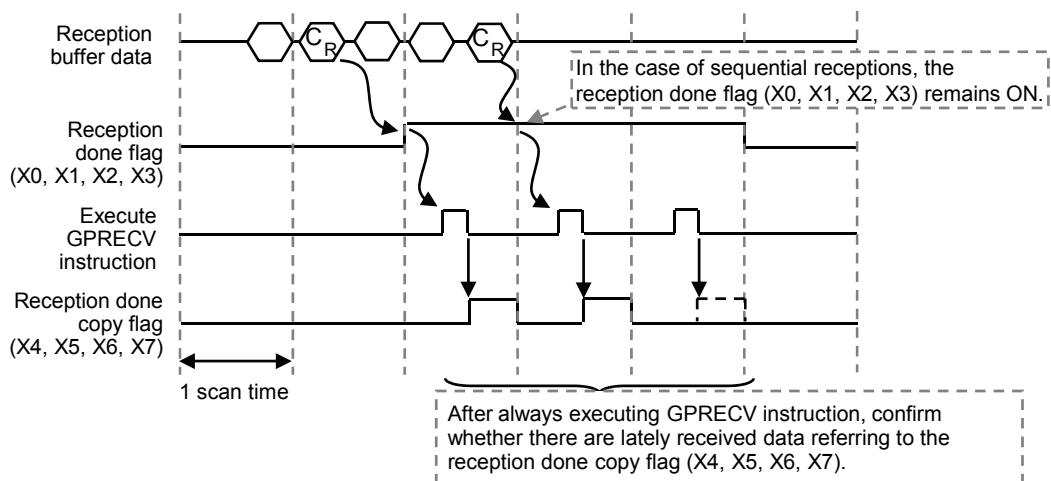 Reception
buffer data
C R
C R
In the case of sequential receptions, the
reception done flag (X0, X1, X2, X3) remains ON.
Reception
done flag
(X0, X1, X2, X3)
Execute
GPRECV
instruction
Reception done
copy flag
(X4, X5, X6, X7)
1 scan time
After always executing GPRECV instruction, confirm
whether there are lately received data referring to the
reception done copy flag (X4, X5, X6, X7).